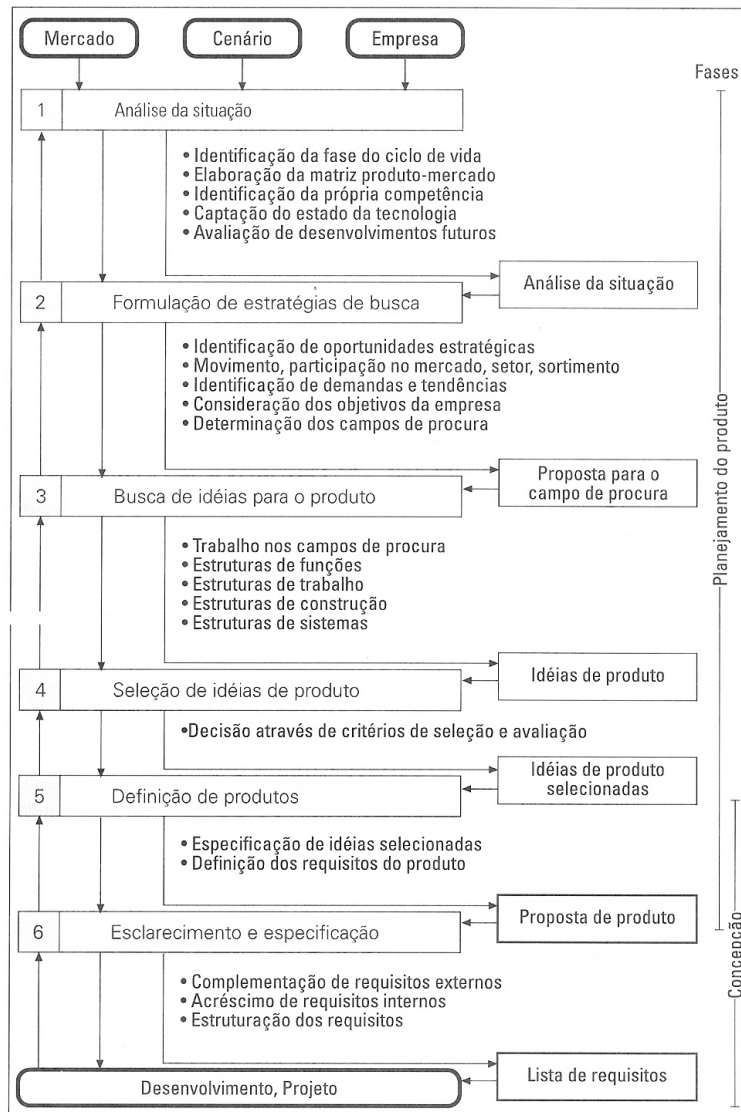 Mercado
Cenário
Empresa
Fases
1
Análise da situação
• Identificação da fase do ciclo de vida
• Elaboração da matriz produto-mercado
• Identificação da própria competência
• Captação do estado da tecnologia
• Avaliação de desenvolvimentos futuros
Análise da situação
2
Formulação de estratégias de busca
• Identificação de oportunidades estratégicas
• Movimento, participação no mercado, setor, sortimento
• Identificação de demandas e tendências
• Consideração dos objetivos da empresa
• Determinação dos campos de procura
Proposta para o
campo de procura
3
Busca de idéias para o produto
• Trabalho nos campos de procura
• Estruturas de funções
• Estruturas de trabalho
• Estruturas de construção
• Estruturas de sistemas
Idéias de produto
4
Seleção de idéias de produto
•Decisão através de critérios de seleção e avaliação
Idéias de produto
selecionadas
5
Definição de produtos
• Especificação de idéias selecionadas
• Definição dos requisitos do produto
Proposta de produto
6
Esclarecimento e especificação
• Complementação de requisitos externos
• Acréscimo de requisitos internos
• Estruturação dos requisitos
Lista de requisitos
Desenvolvimento, Projeto
Planejamento do produto
Concepção